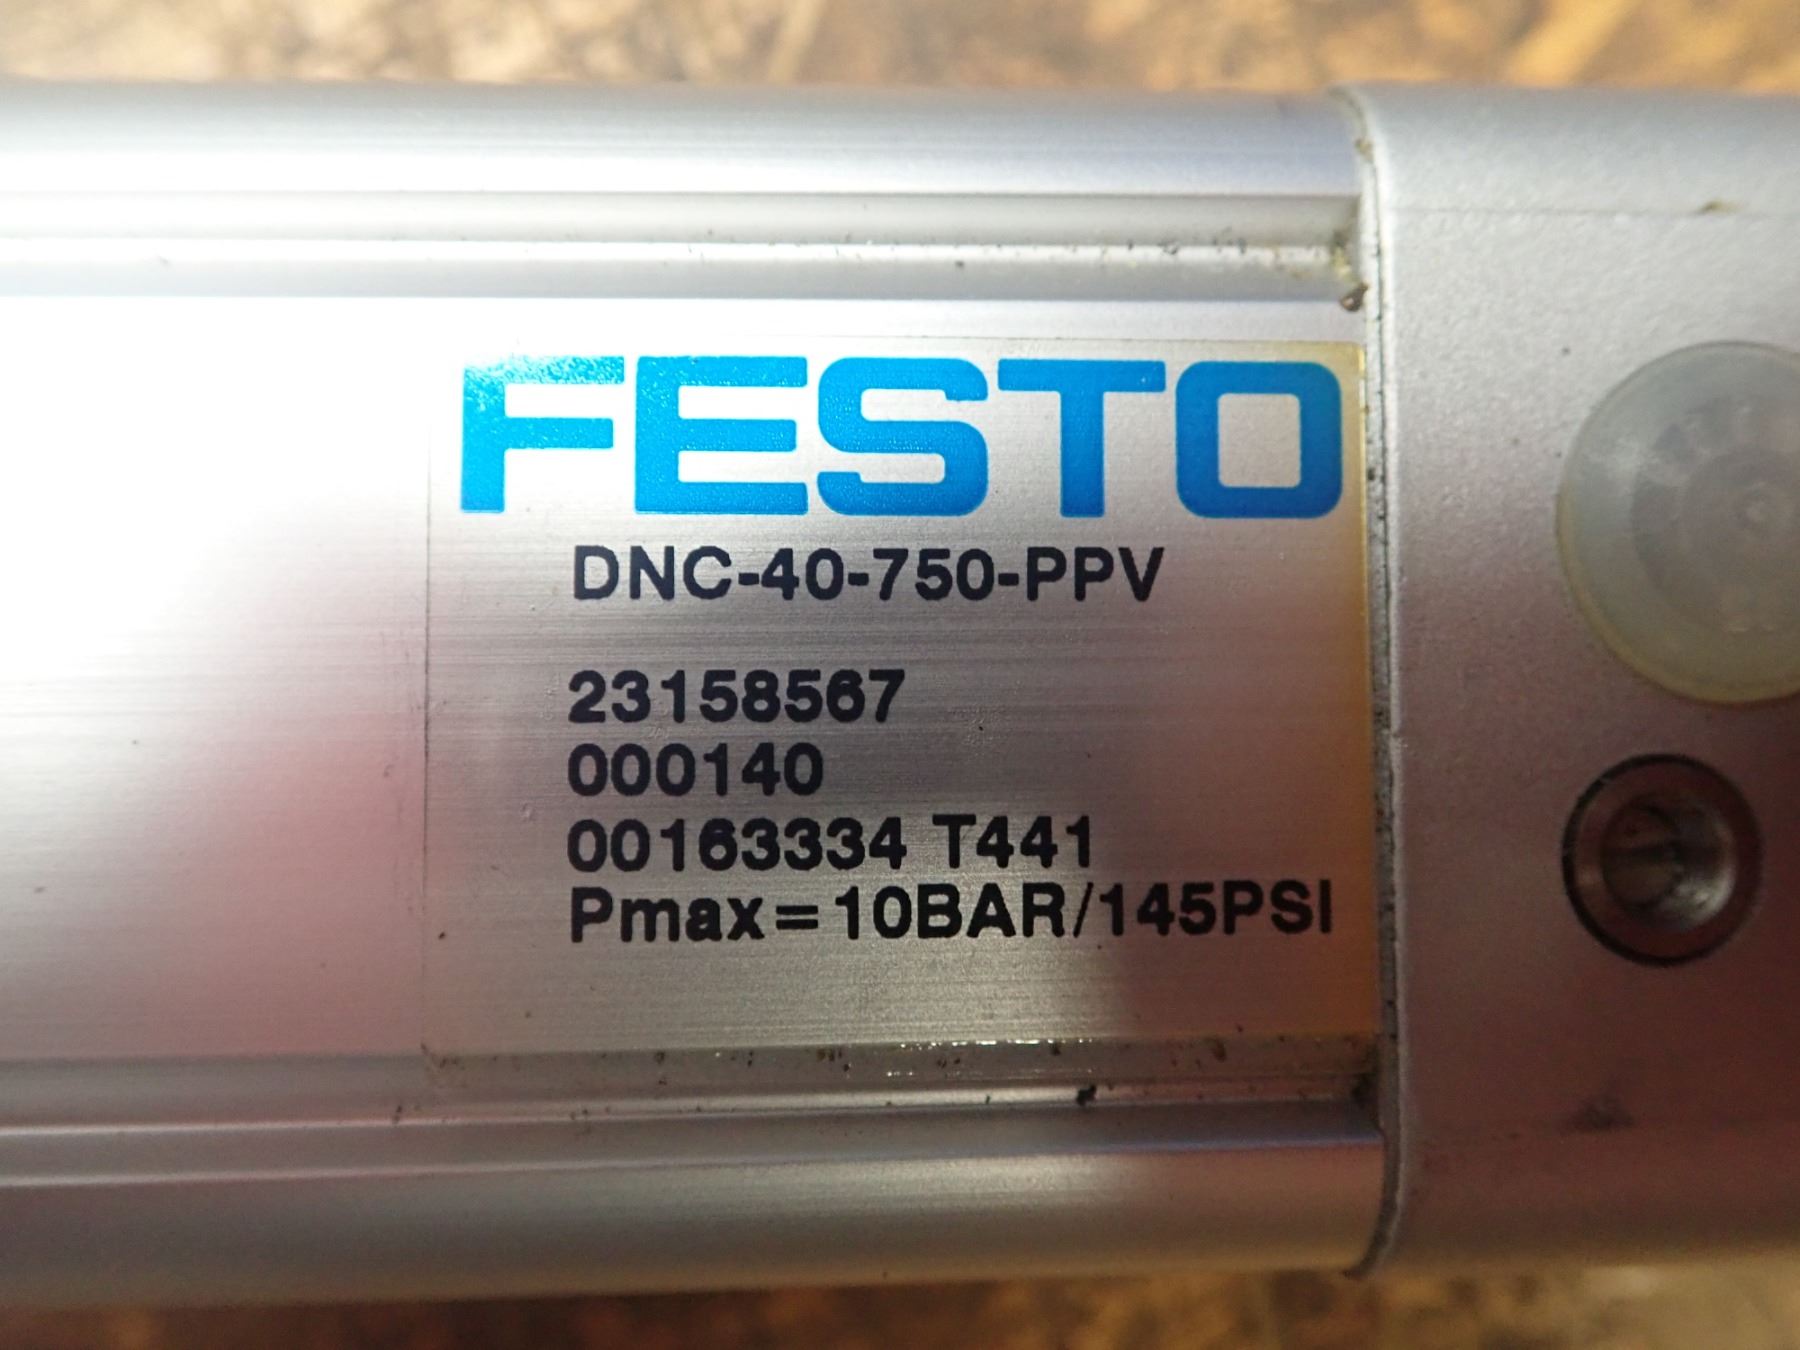 FESTO
DNC-40-750-PPV
23158567
000140
00163334 T441
Pmax=10BAR/145PSI